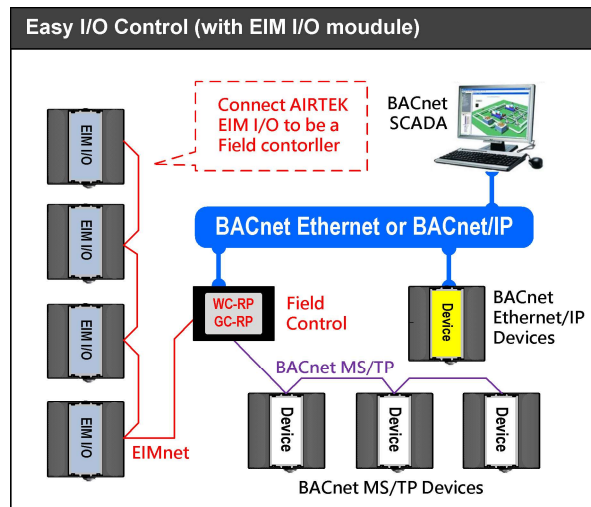 Easy I/O Control (with EIM I/O moudule)
Connect AIRTEK
EIM I/O to be a
Field contorller
BACnet
SCADA
EIM I/O
EIM I/O
EIM I/O
EIM I/O
BACnet Ethernet or BACnet/IP
WC-RP
GC-RP
Field
Control
Device
BACnet
Ethernet/IP
Devices
BACnet MS/TP
EIMnet
Device
Device
Device
BACnet MS/TP Devices